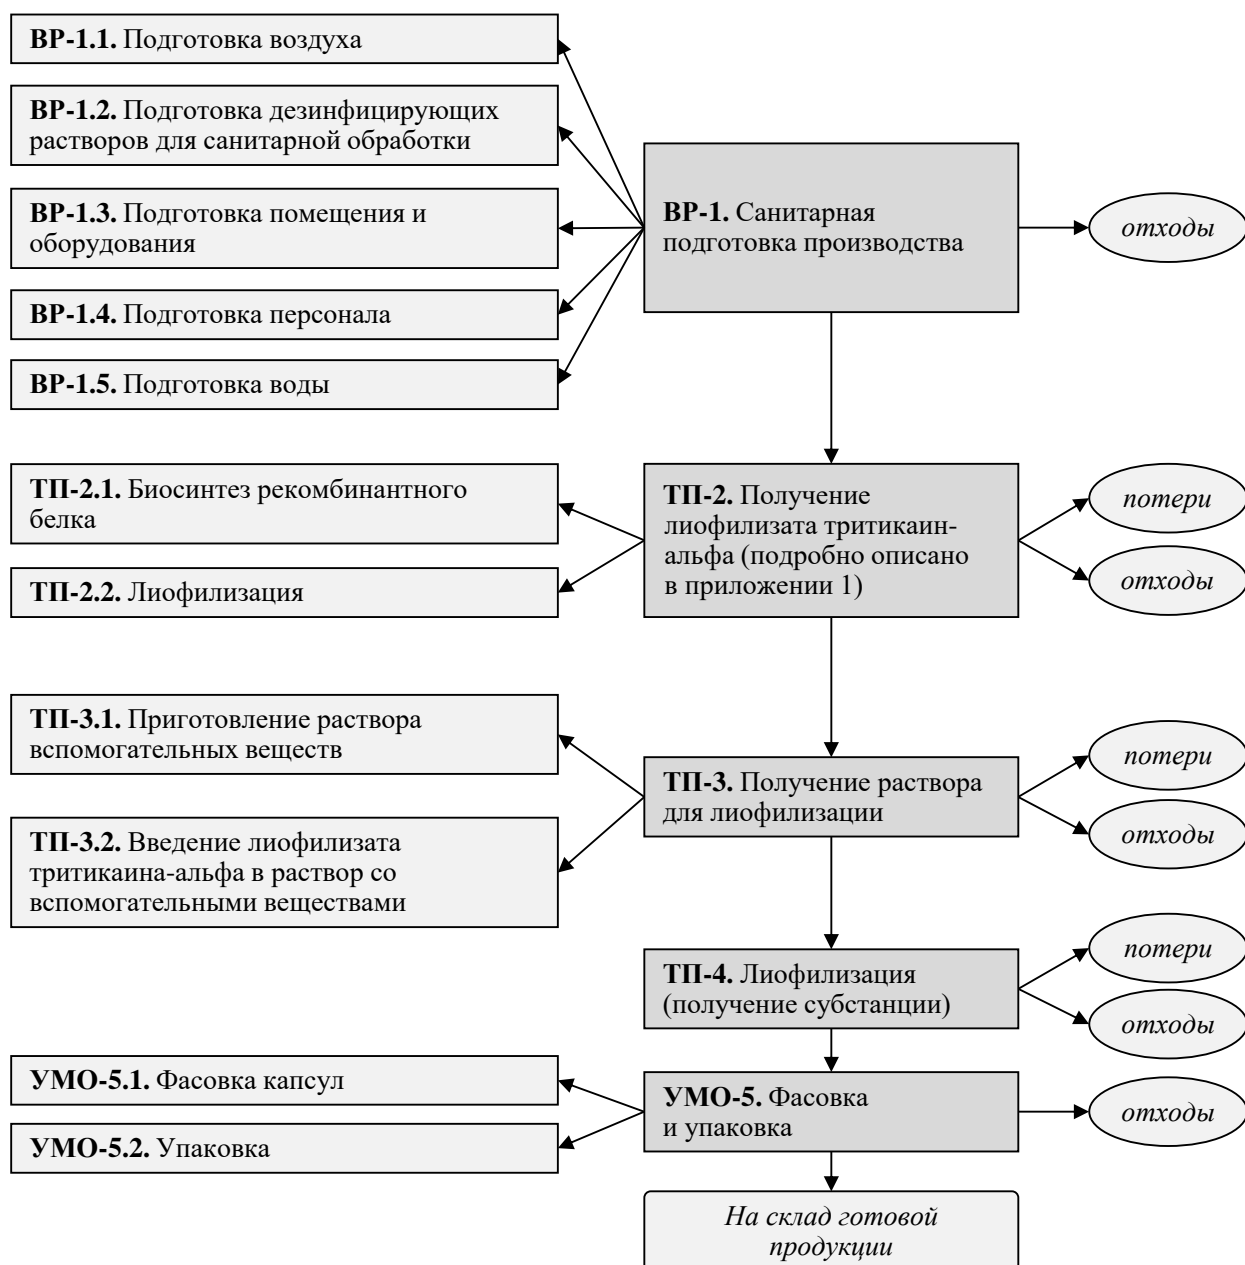 ВР-1.1. Подготовка воздуха
ВР-1.2. Подготовка дезинфицирующих
растворов для санитарной обработки
ВР-1.3. Подготовка помещения и
оборудования
ВР-1.4. Подготовка персонала
ВР-1.5. Подготовка воды
ВР-1. Санитарная
подготовка производства
отходы
ТП-2.1. Биосинтез рекомбинантного
белка
ТП-2.2. Лиофилизация
ТП-2. Получение
лиофилизата тритикаин-
альфа (подробно описано
в приложении 1)
потери
отходы
ТП-3.1. Приготовление раствора
вспомогательных веществ
ТП-3.2. Введение лиофилизата
тритикаина-альфа в раствор со
вспомогательными веществами
ТП-3. Получение раствора
для лиофилизации
потери
отходы
ТП-4. Лиофилизация
(получение субстанции)
потери
отходы
УМО-5.1. Фасовка капсул
УМО-5.2. Упаковка
УМО-5. Фасовка
и упаковка
отходы
На склад готовой
продукции